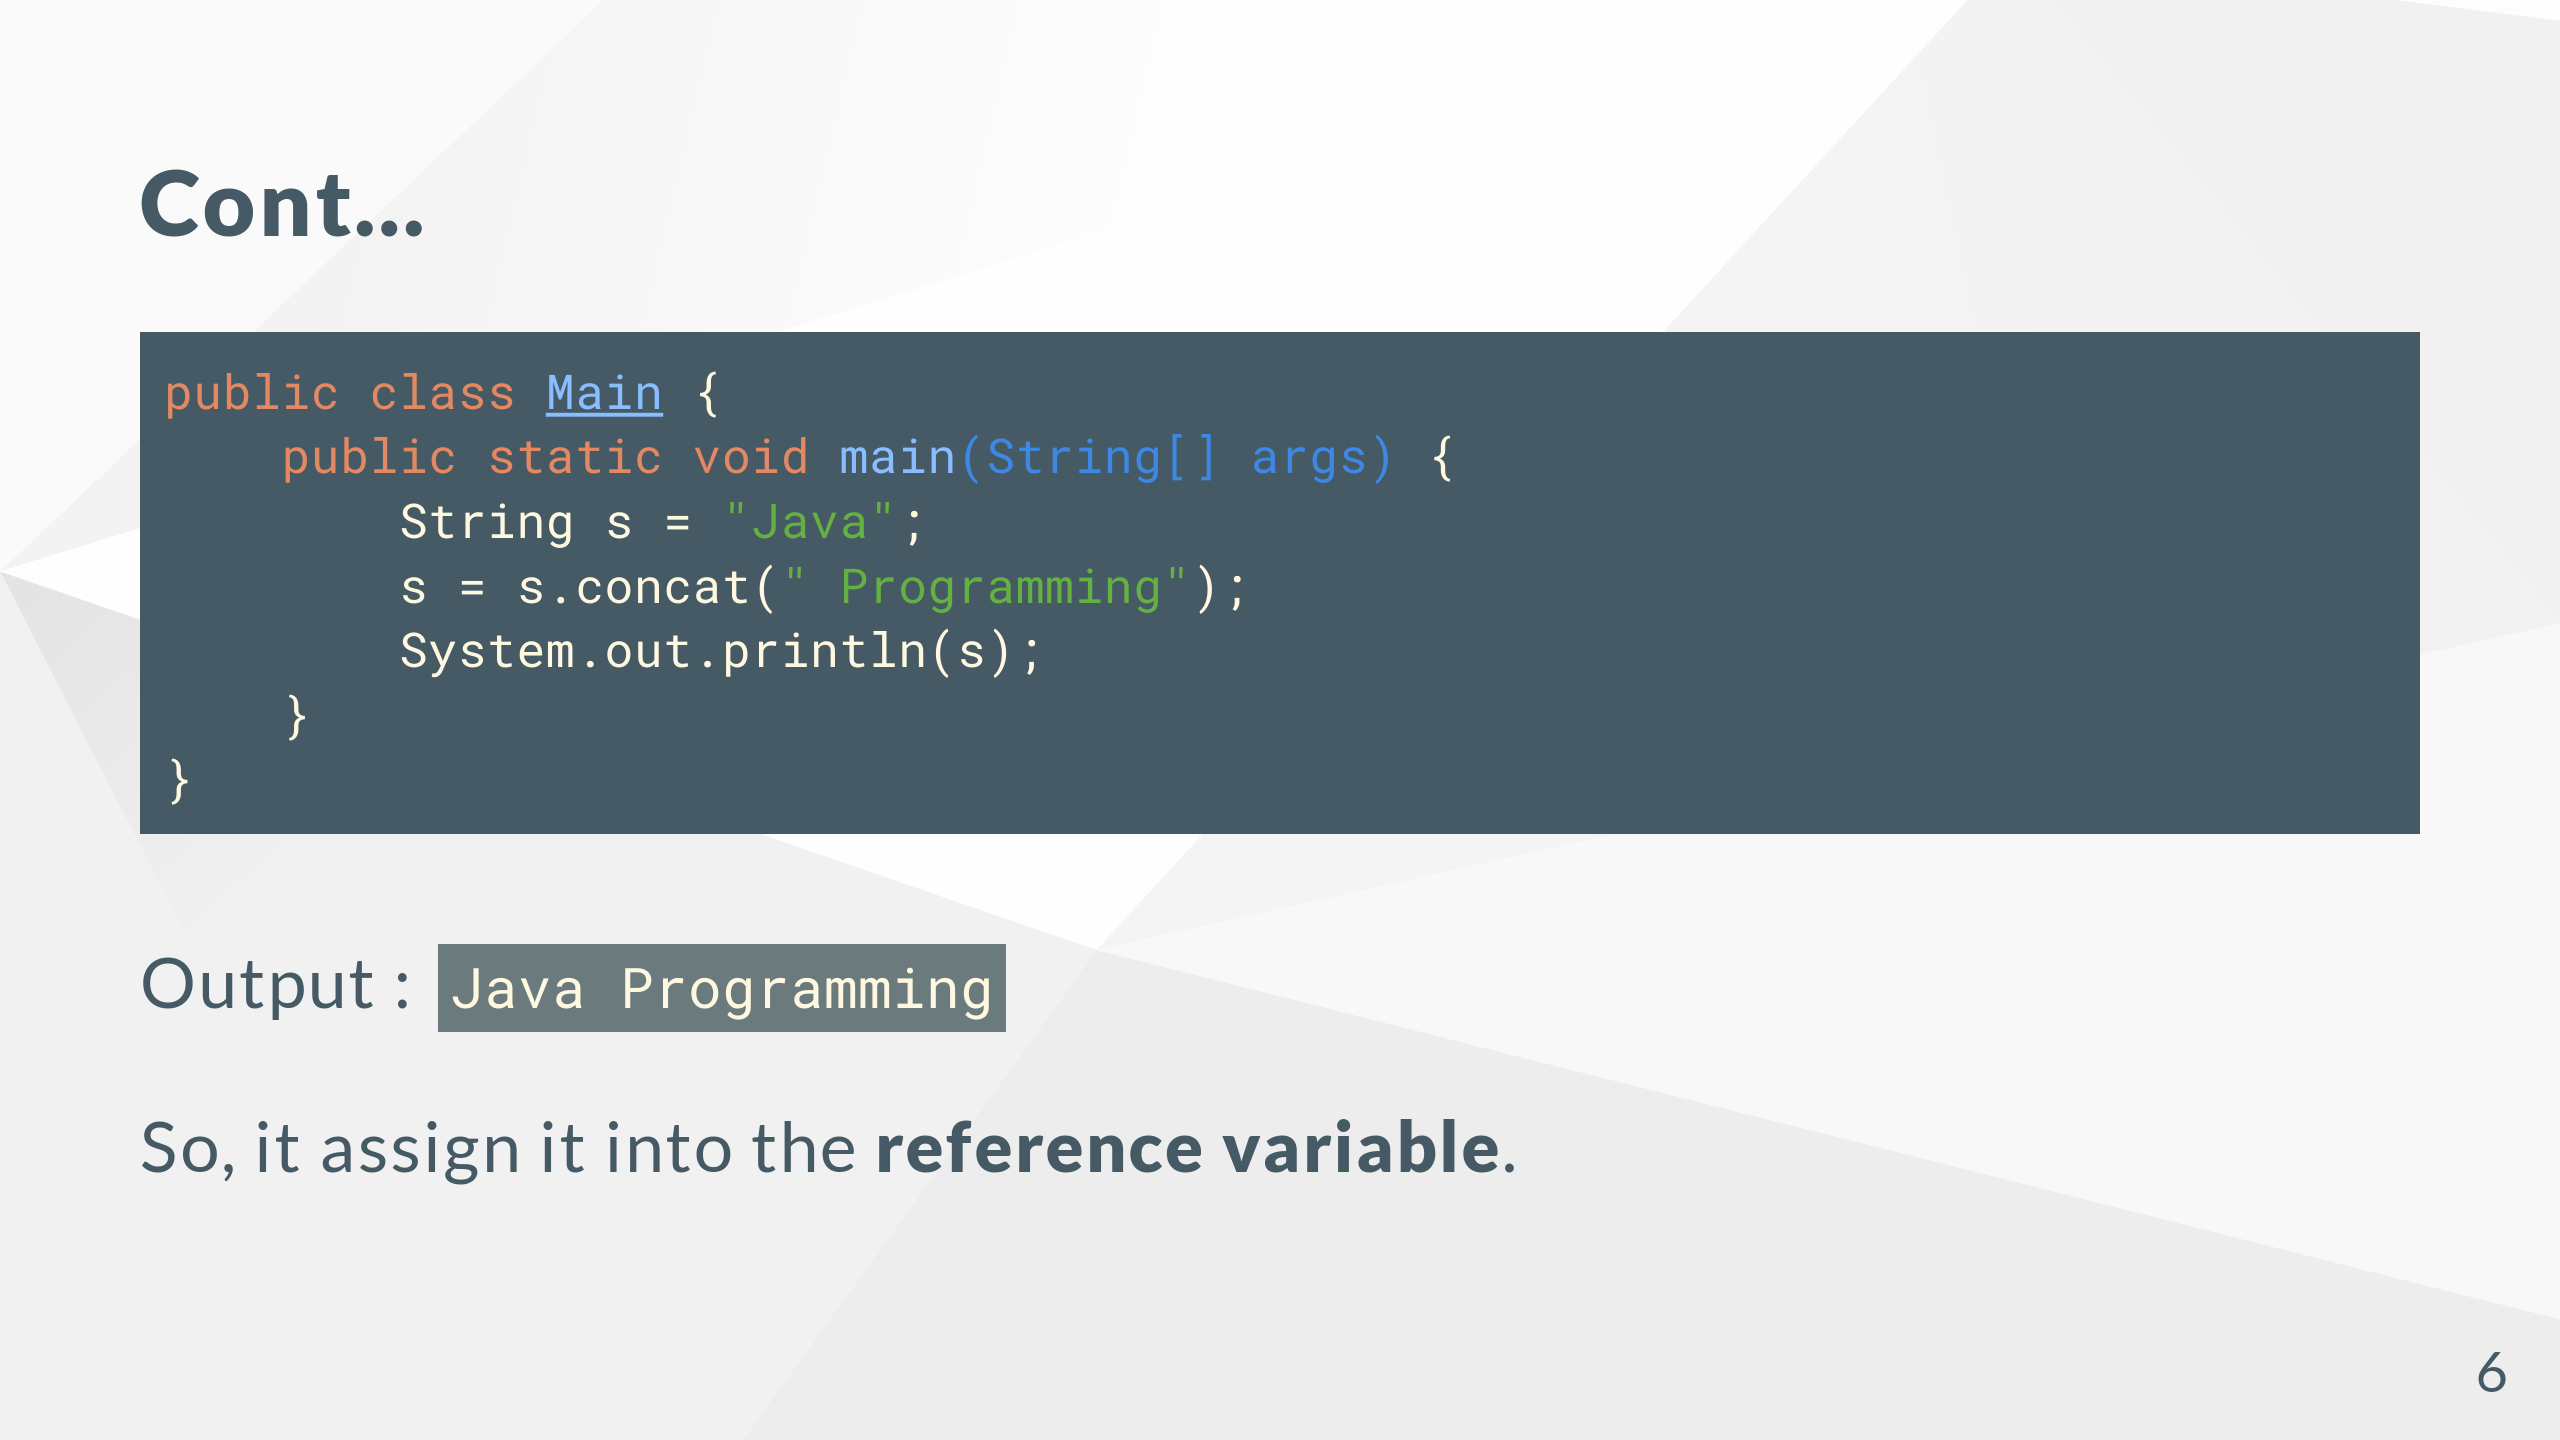 Cont...
public class Main {
    public static void main(String[] args) {
        String s = "Java";
        s = s.concat(" Programming");
        System.out.println(s);
    }
}
Output : Java Programming
So, it assign it into the reference variable.
6